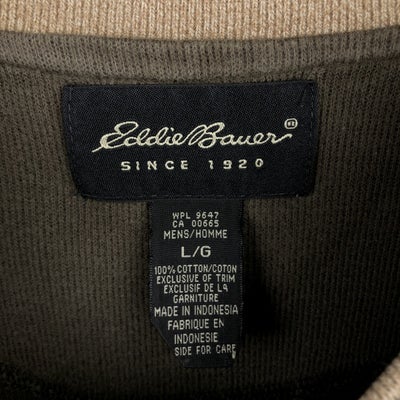 Eddie Bauer®
SINCE 1920
WPL 9647
CA 00665
MENS/HOMME
L/G
100% COTTON/COTON
EXCLUSIVE OF TRIM
EXCLUSIF DE LA
GARNITURE
MADE IN INDONESIA
FABRIQUE EN
INDONESIE
SIDE FOR CARE